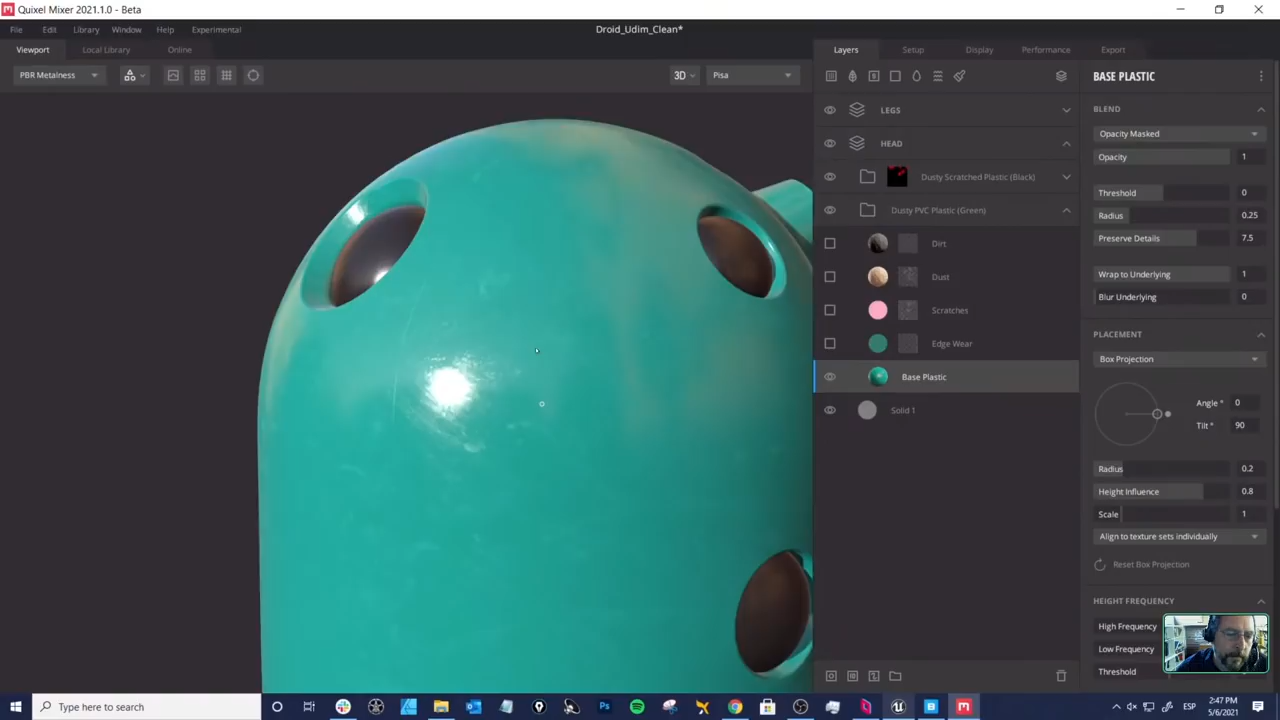 Quixel Mixer 2021.1.0 - Beta
File Edit Library Window Help Experimental
Droid_Udim_Clean*
Viewport Local Library Online
Layers Setup Display Performance Export
PBR Metalness
3D
Pisa
BASE PLASTIC
LEGS
BLEND
HEAD
Opacity Masked
Opacity 1
Dusty Scratched Plastic (Black)
Threshold 0
Dusty PVC Plastic (Green)
Radius 0.25
Dirt
Preserve Details 7.5
Dust
Wrap to Underlying 1
Blur Underlying 0
Scratches
PLACEMENT
Edge Wear
Box Projection
Base Plastic
Angle ° 0
Solid 1
Tilt ° 90
Radius 0.2
Height Influence 0.8
Scale 1
Align to texture sets individually
Reset Box Projection
HEIGHT FREQUENCY
High Frequency
Low Frequency
Threshold
Type here to search
ESP
2:47 PM
5/6/2021